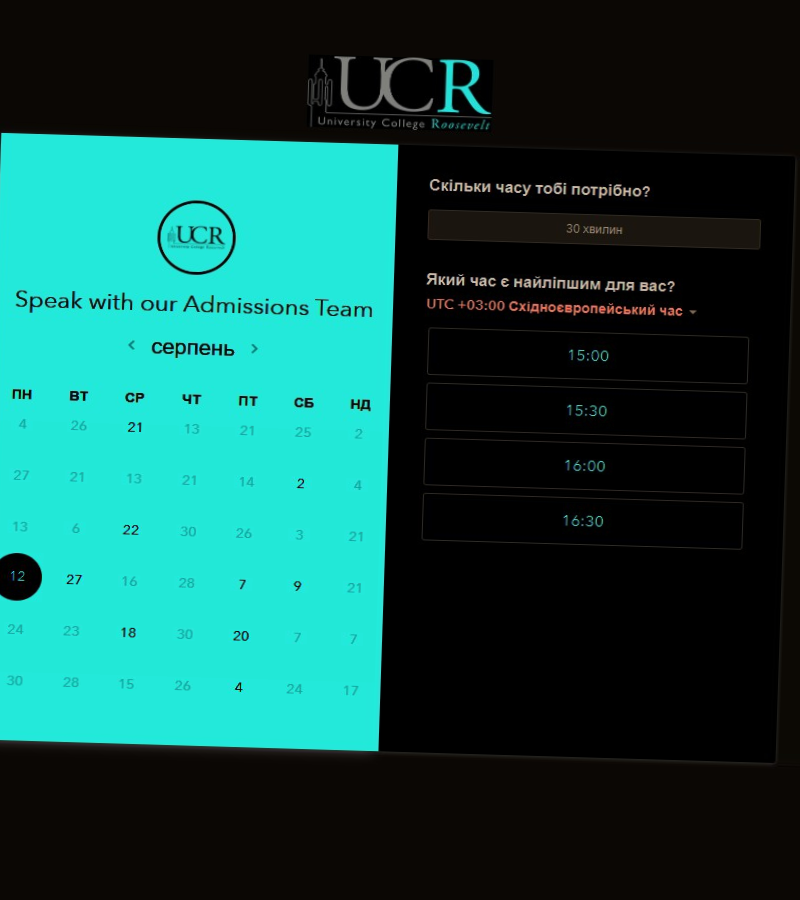 UCR
University College Roosevelt
UCR
Speak with our Admissions Team
серпень
ПН ВТ СР ЧТ ПТ СБ НД
4 26 21 13 21 25 2
27 21 13 21 14 2 4
13 6 22 30 26 3 21
12 27 16 28 7 9 21
24 23 18 30 20 7 7
30 28 15 26 4 24 17
Скільки часу тобі потрібно?
30 хвилин
Який час є найліпшим для вас?
UTC +03:00 Східноєвропейський час
15:00
15:30
16:00
16:30